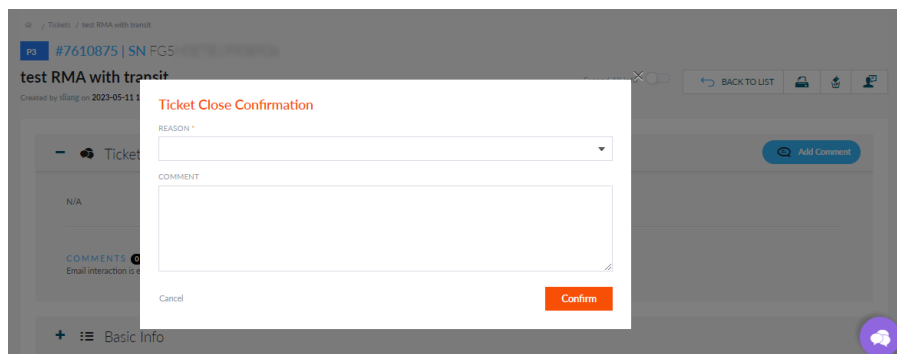 / Tickets / test RMA with transit
P3 #7610875 | SN FG5
test RMA with transit
Created by sliang on 2023-05-11 1
BACK TO LIST
Ticket Close Confirmation
REASON *
Ticket
Add Comment
COMMENT
N/A
COMMENTS 0
Email interaction is e
Cancel
Confirm
Basic Info